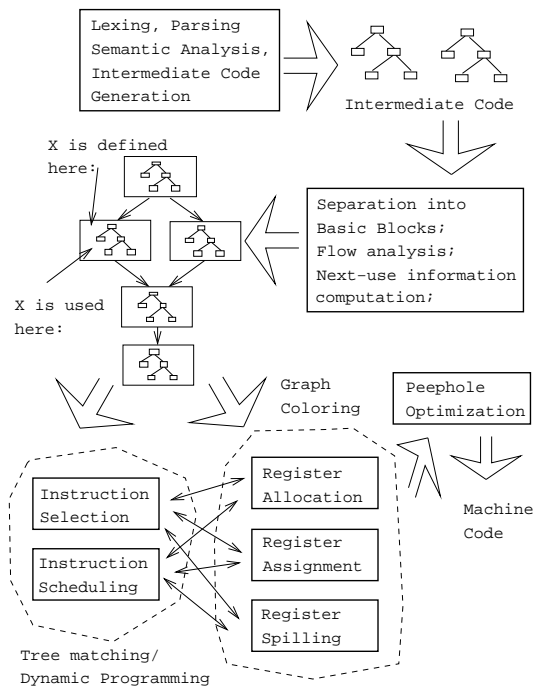 Lexing, Parsing
Semantic Analysis,
Intermediate Code
Generation
Intermediate Code
X is defined
here:
Separation into
Basic Blocks;
Flow analysis;
Next-use information
computation;
X is used
here:
Graph
Coloring
Peephole
Optimization
Instruction
Selection
Register
Allocation
Machine
Code
Instruction
Scheduling
Register
Assignment
Register
Spilling
Tree matching/
Dynamic Programming